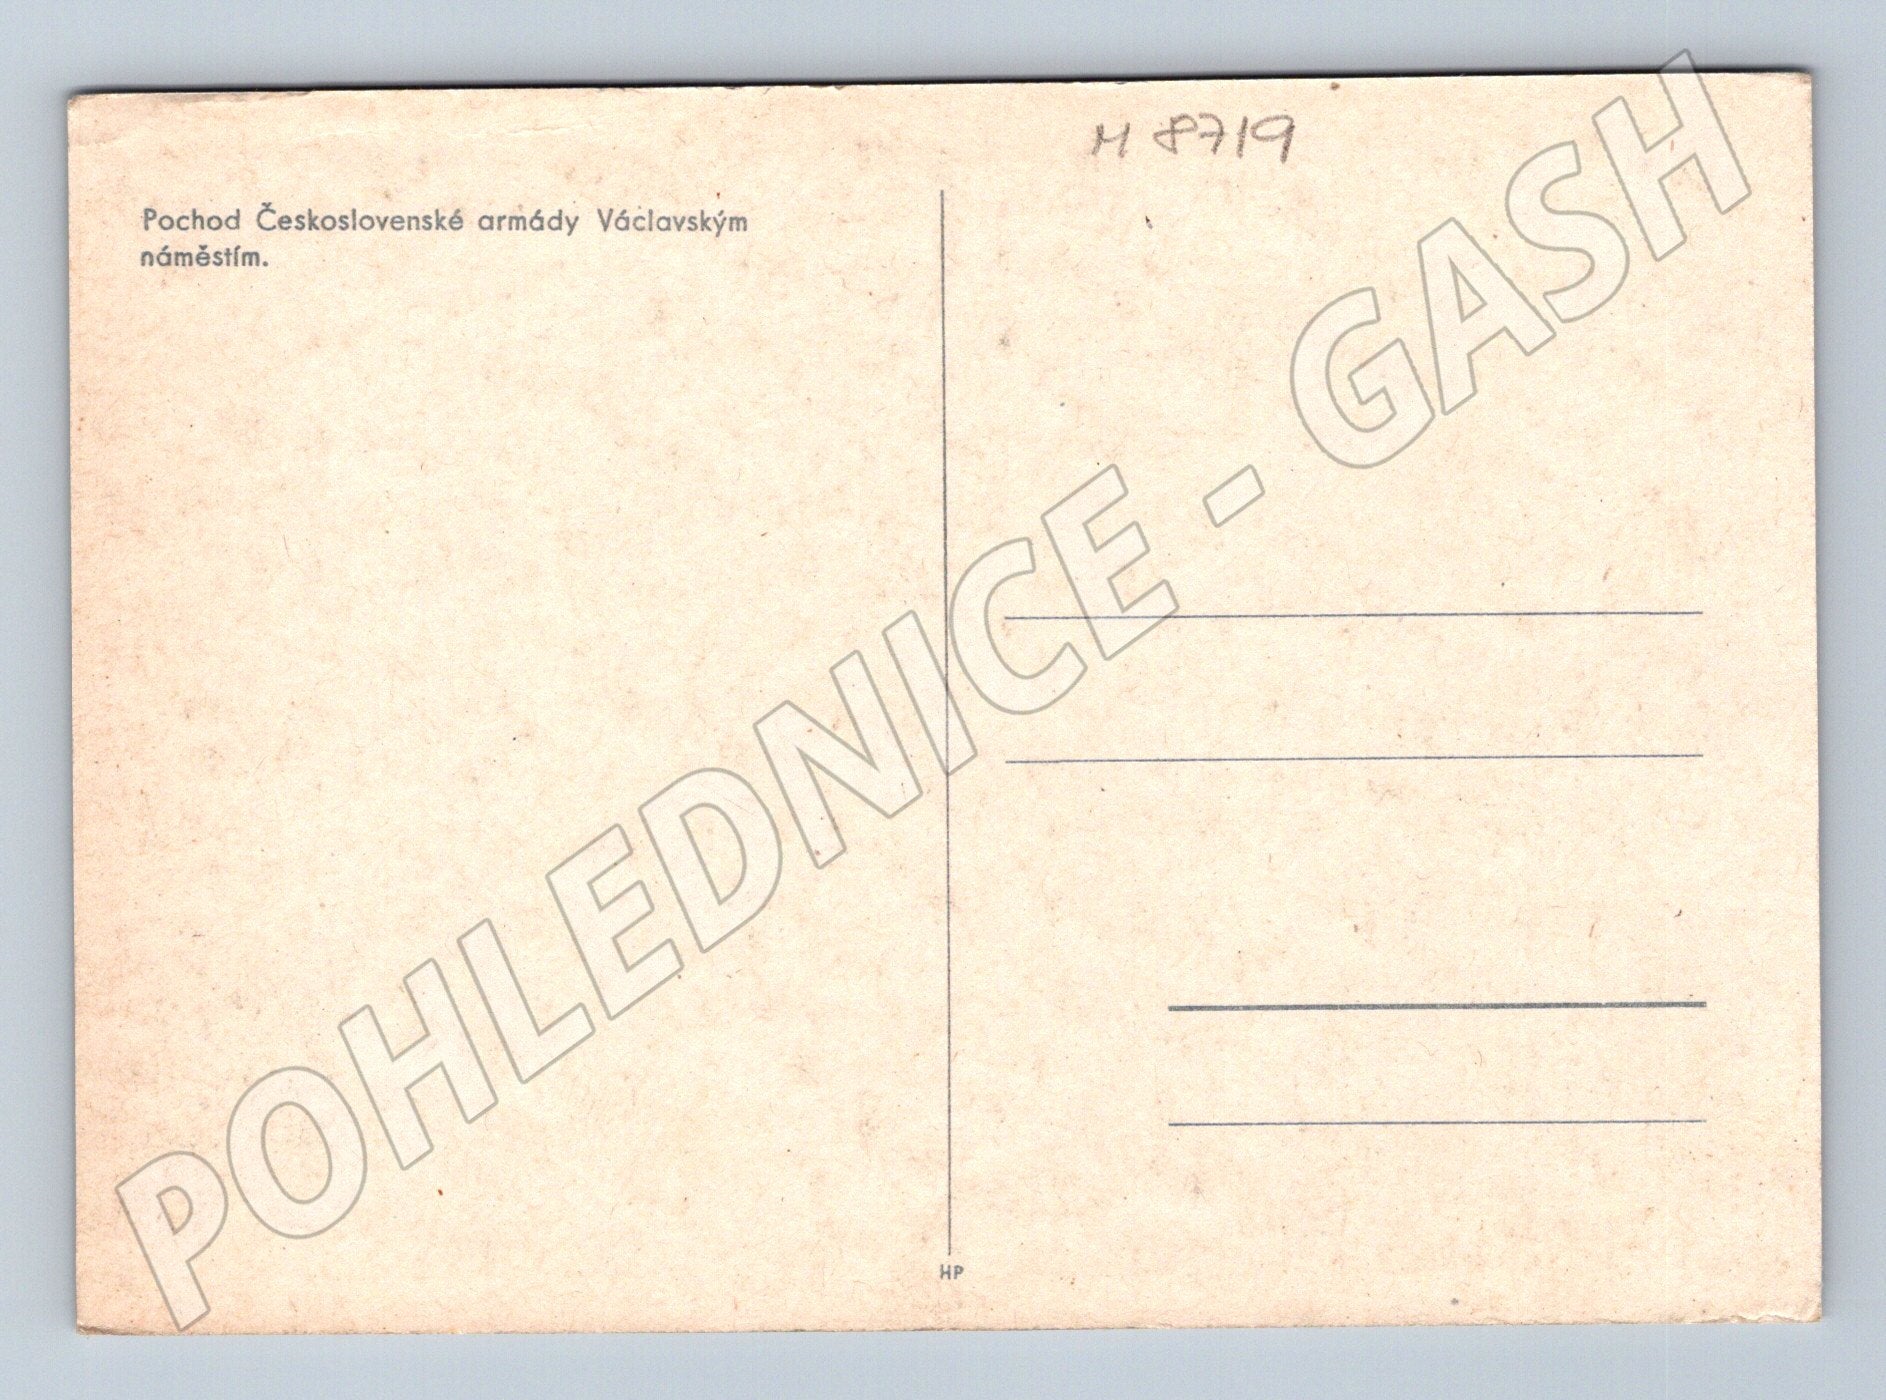 M 8719
Pochod Československé armády Václavským
náměstím.
POHLEDNICE - GASH
HP